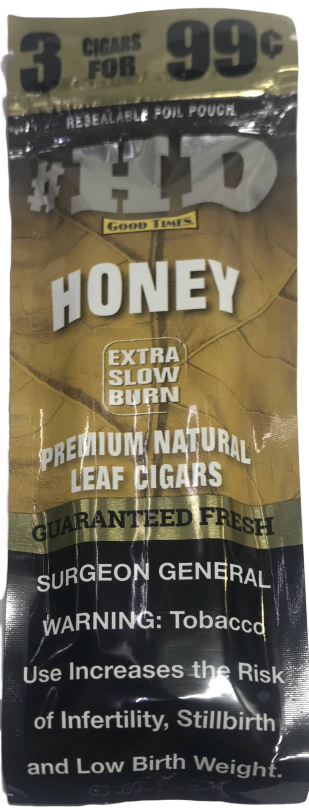 3 CIGARS FOR 99¢
RESEALABLE FOIL POUCH
#HD
GOOD TIMES.
HONEY
EXTRA
SLOW
BURN
PREMIUM NATURAL
LEAF CIGARS
GUARANTEED FRESH
SURGEON GENERAL
WARNING: Tobacco
Use Increases the Risk
of Infertility, Stillbirth
and Low Birth Weight.